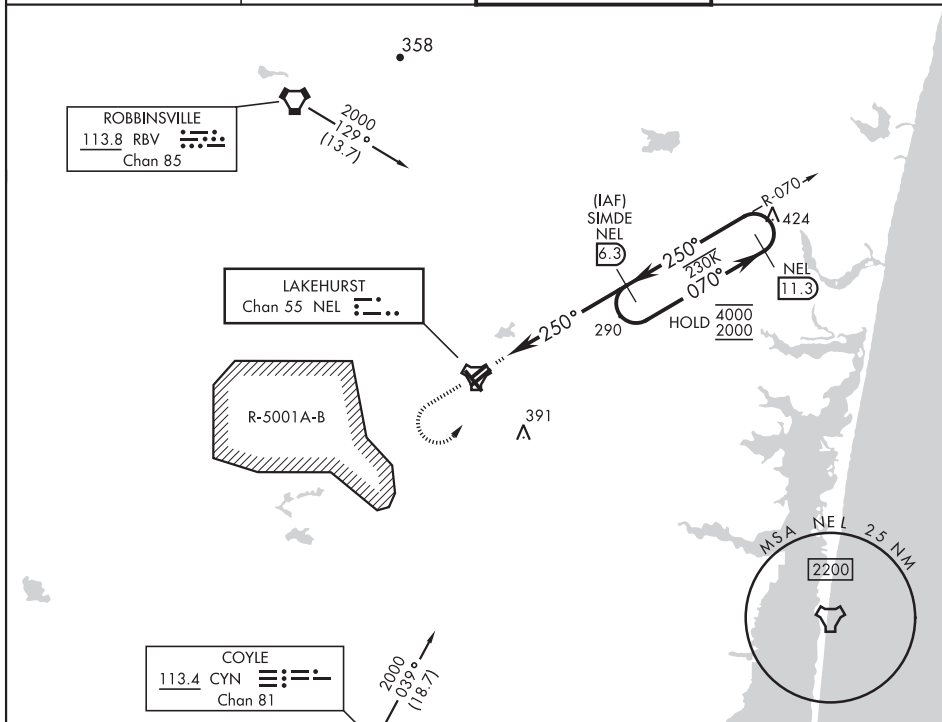 358
ROBBINSVILLE
113.8 RBV
Chan 85
2000
129°
(13.7)
(IAF)
SIMDE
NEL
6.3
R-070
424
250°
230K
070°
NEL
11.3
HOLD 4000
2000
290
250°
LAKEHURST
Chan 55 NEL
R-5001A-B
391
MSA NEL 25 NM
2200
COYLE
113.4 CYN
Chan 81
2000
039°
(18.7)